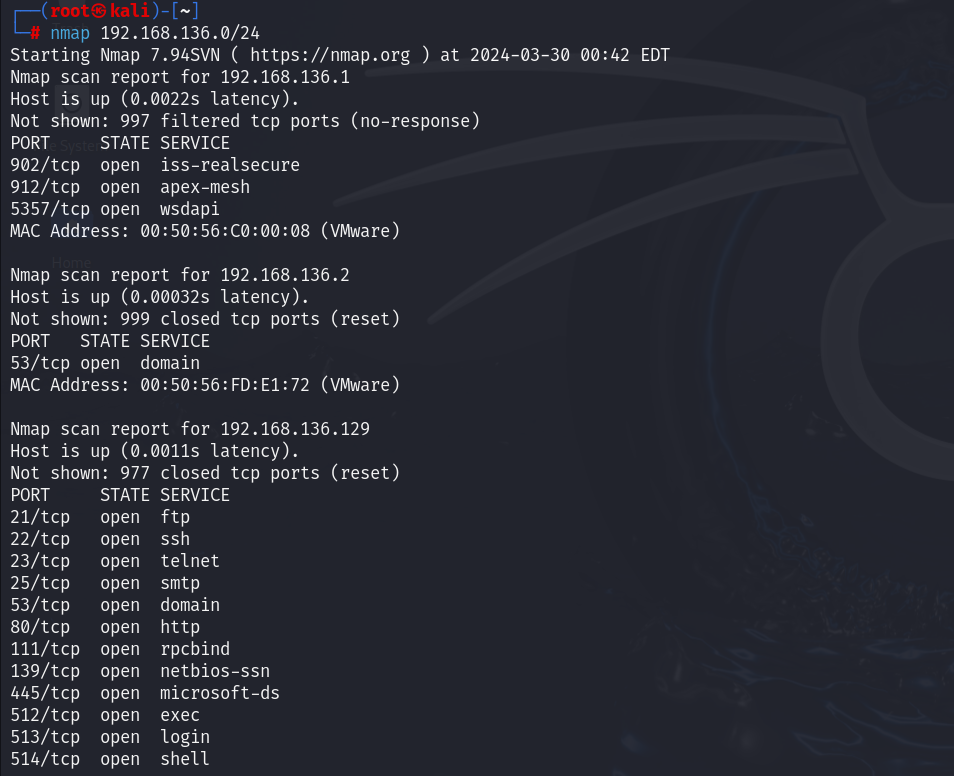 ┌──(root㉿kali)-[~]
└─# nmap 192.168.136.0/24
Starting Nmap 7.94SVN ( https://nmap.org ) at 2024-03-30 00:42 EDT
Nmap scan report for 192.168.136.1
Host is up (0.0022s latency).
Not shown: 997 filtered tcp ports (no-response)
PORT     STATE SERVICE
902/tcp  open  iss-realsecure
912/tcp  open  apex-mesh
5357/tcp open  wsdapi
MAC Address: 00:50:56:C0:00:08 (VMware)

Nmap scan report for 192.168.136.2
Host is up (0.00032s latency).
Not shown: 999 closed tcp ports (reset)
PORT   STATE SERVICE
53/tcp open  domain
MAC Address: 00:50:56:FD:E1:72 (VMware)

Nmap scan report for 192.168.136.129
Host is up (0.0011s latency).
Not shown: 977 closed tcp ports (reset)
PORT     STATE SERVICE
21/tcp   open  ftp
22/tcp   open  ssh
23/tcp   open  telnet
25/tcp   open  smtp
53/tcp   open  domain
80/tcp   open  http
111/tcp  open  rpcbind
139/tcp  open  netbios-ssn
445/tcp  open  microsoft-ds
512/tcp  open  exec
513/tcp  open  login
514/tcp  open  shell
Home